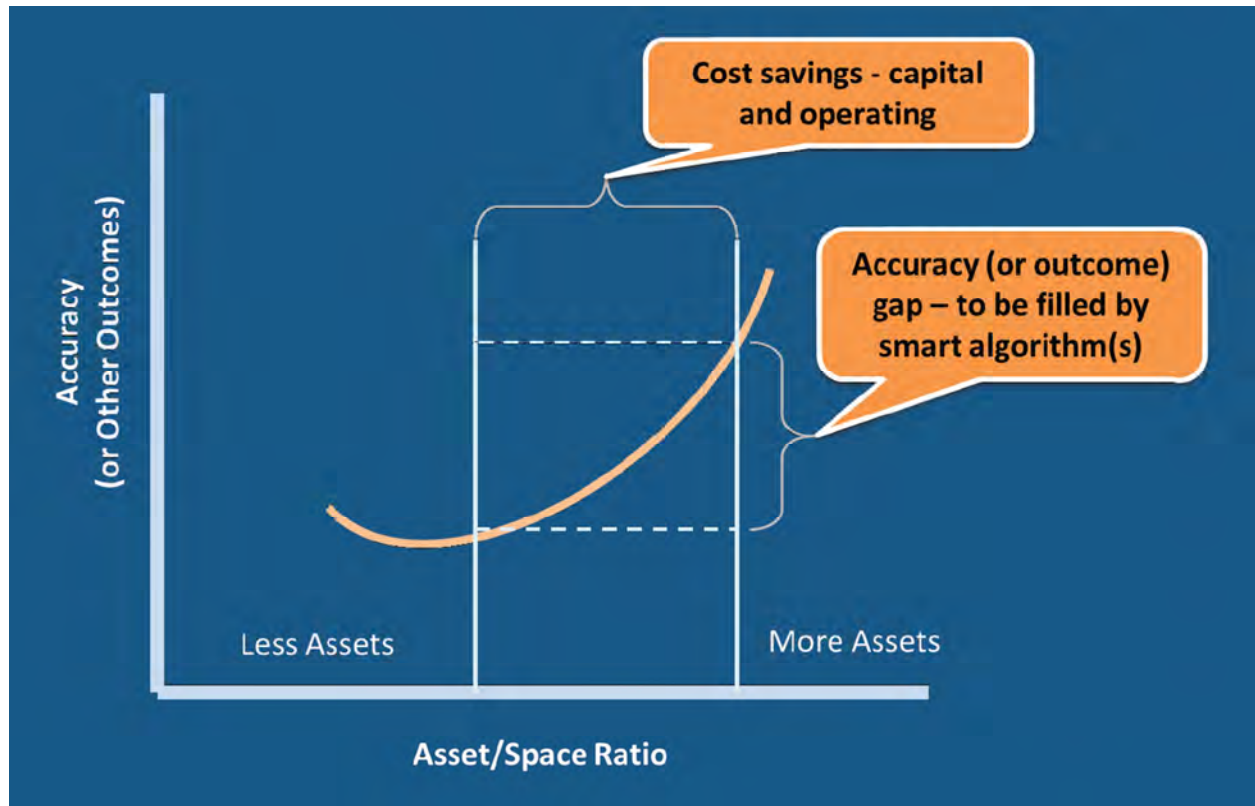 Cost savings - capital
and operating
Accuracy (or outcome)
gap – to be filled by
smart algorithm(s)
Accuracy
(or Other Outcomes)
Less Assets
More Assets
Asset/Space Ratio